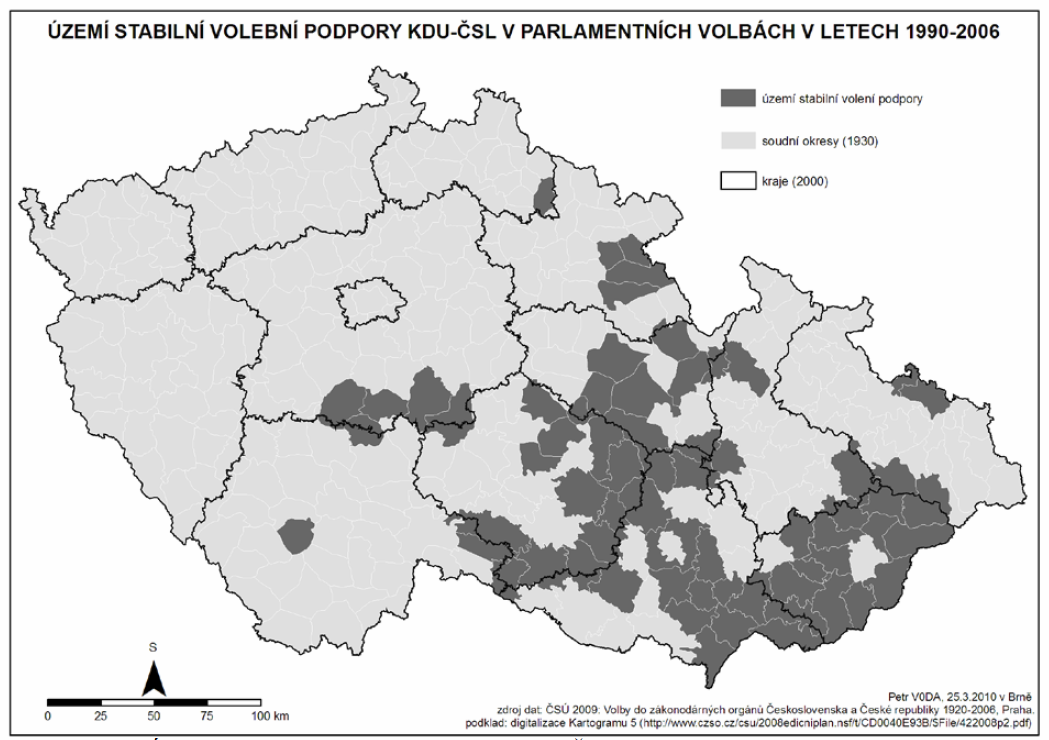 ÚZEMÍ STABILNÍ VOLEBNÍ PODPORY KDU-ČSL V PARLAMENTNÍCH VOLBÁCH V LETECH 1990-2006
území stabilní volení podpory
soudní okresy (1930)
kraje (2000)
S
0 25 50 75 100 km
Petr VODA, 25.3.2010 v Brně
zdroj dat: ČSÚ 2009: Volby do zákonodárných orgánů Československa a České republiky 1920-2006, Praha.
podklad: digitalizace Kartogramu 5 (http://www.czso.cz/csu/2008edicniplan.nsf/t/CD0040E93B/$File/422008p2.pdf)